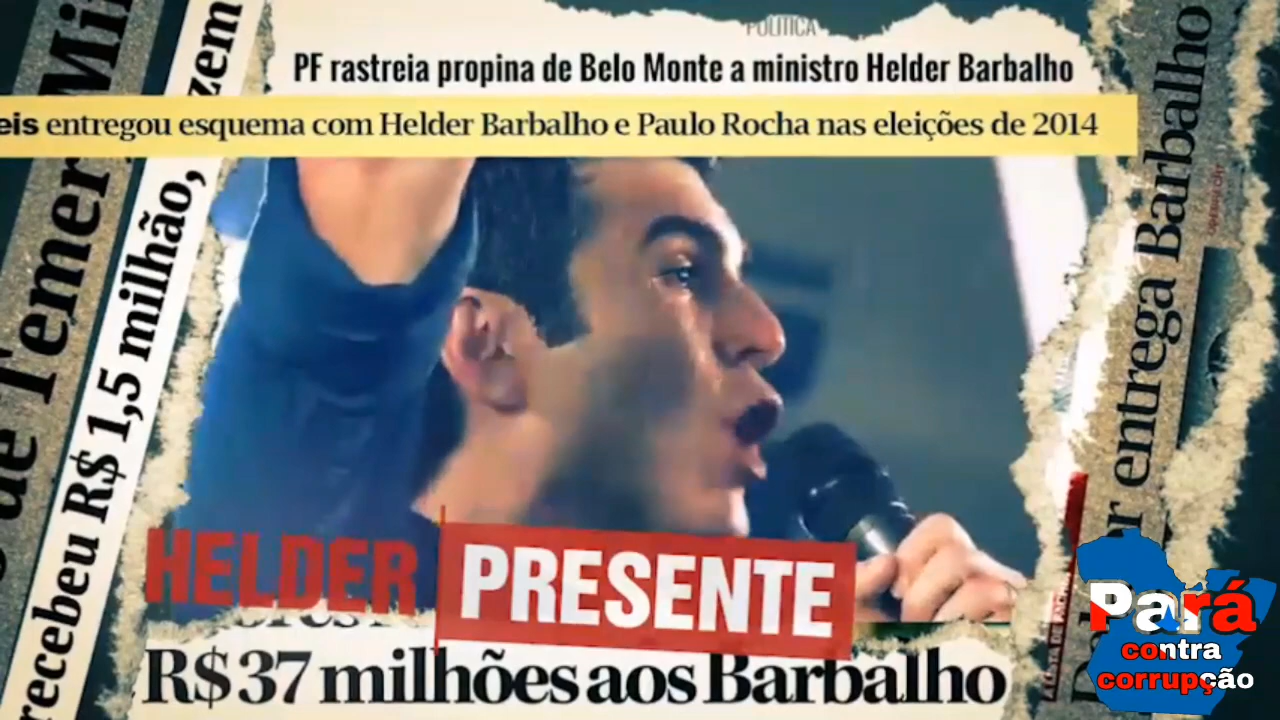 POLÍTICA
PF rastreia propina de Belo Monte a ministro Helder Barbalho
eis entregou esquema com Helder Barbalho e Paulo Rocha nas eleições de 2014
de Temer
recebeu R$ 1,5 milhão,
zem
entrega Barbalho
HELDER PRESENTE
R$ 37 milhões aos Barbalho
Pará
contra
corrupção